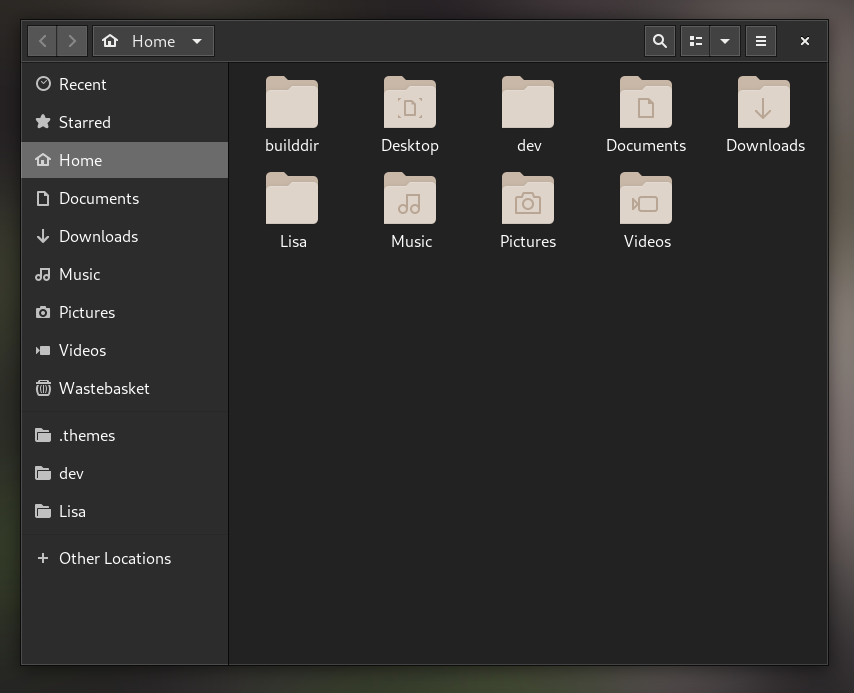 Home
Recent
Starred
Home
Documents
Downloads
Music
Pictures
Videos
Wastebasket
.themes
dev
Lisa
Other Locations
builddir Desktop dev Documents Downloads
Lisa Music Pictures Videos